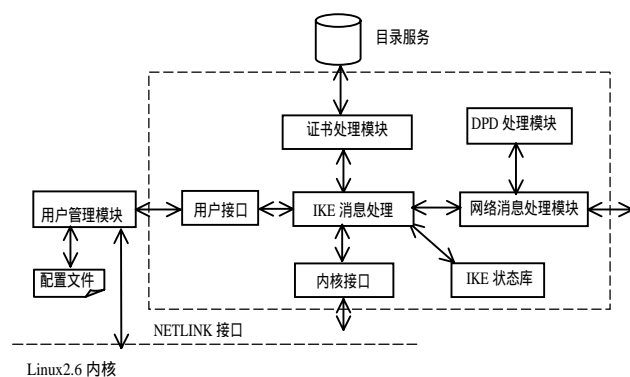 目录服务
证书处理模块
DPD 处理模块
用户管理模块
用户接口
IKE 消息处理
网络消息处理模块
配置文件
内核接口
IKE 状态库
NETLINK 接口
Linux2.6 内核